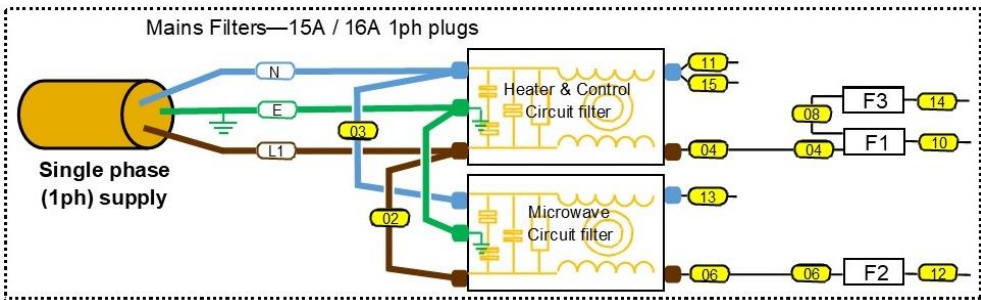 Mains Filters—15A / 16A 1ph plugs
N
E
L1
Single phase
(1ph) supply
03
02
Heater & Control
Circuit filter
11
15
04
04
08
F3
14
F1
10
Microwave
Circuit filter
13
06
06
F2
12